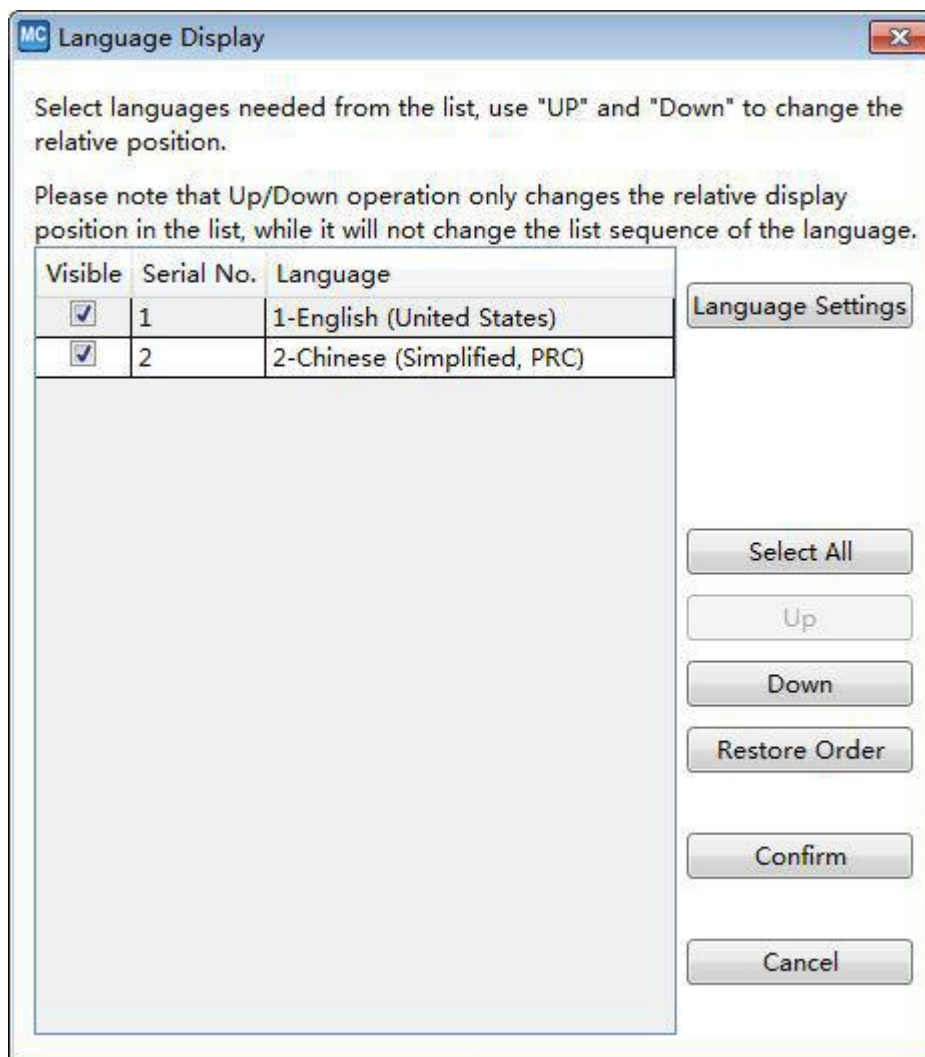 MC Language Display
Select languages needed from the list, use "UP" and "Down" to change the
relative position.
Please note that Up/Down operation only changes the relative display
position in the list, while it will not change the list sequence of the language.
Visible Serial No. Language
1 1-English (United States)
2 2-Chinese (Simplified, PRC)
Language Settings
Select All
Up
Down
Restore Order
Confirm
Cancel